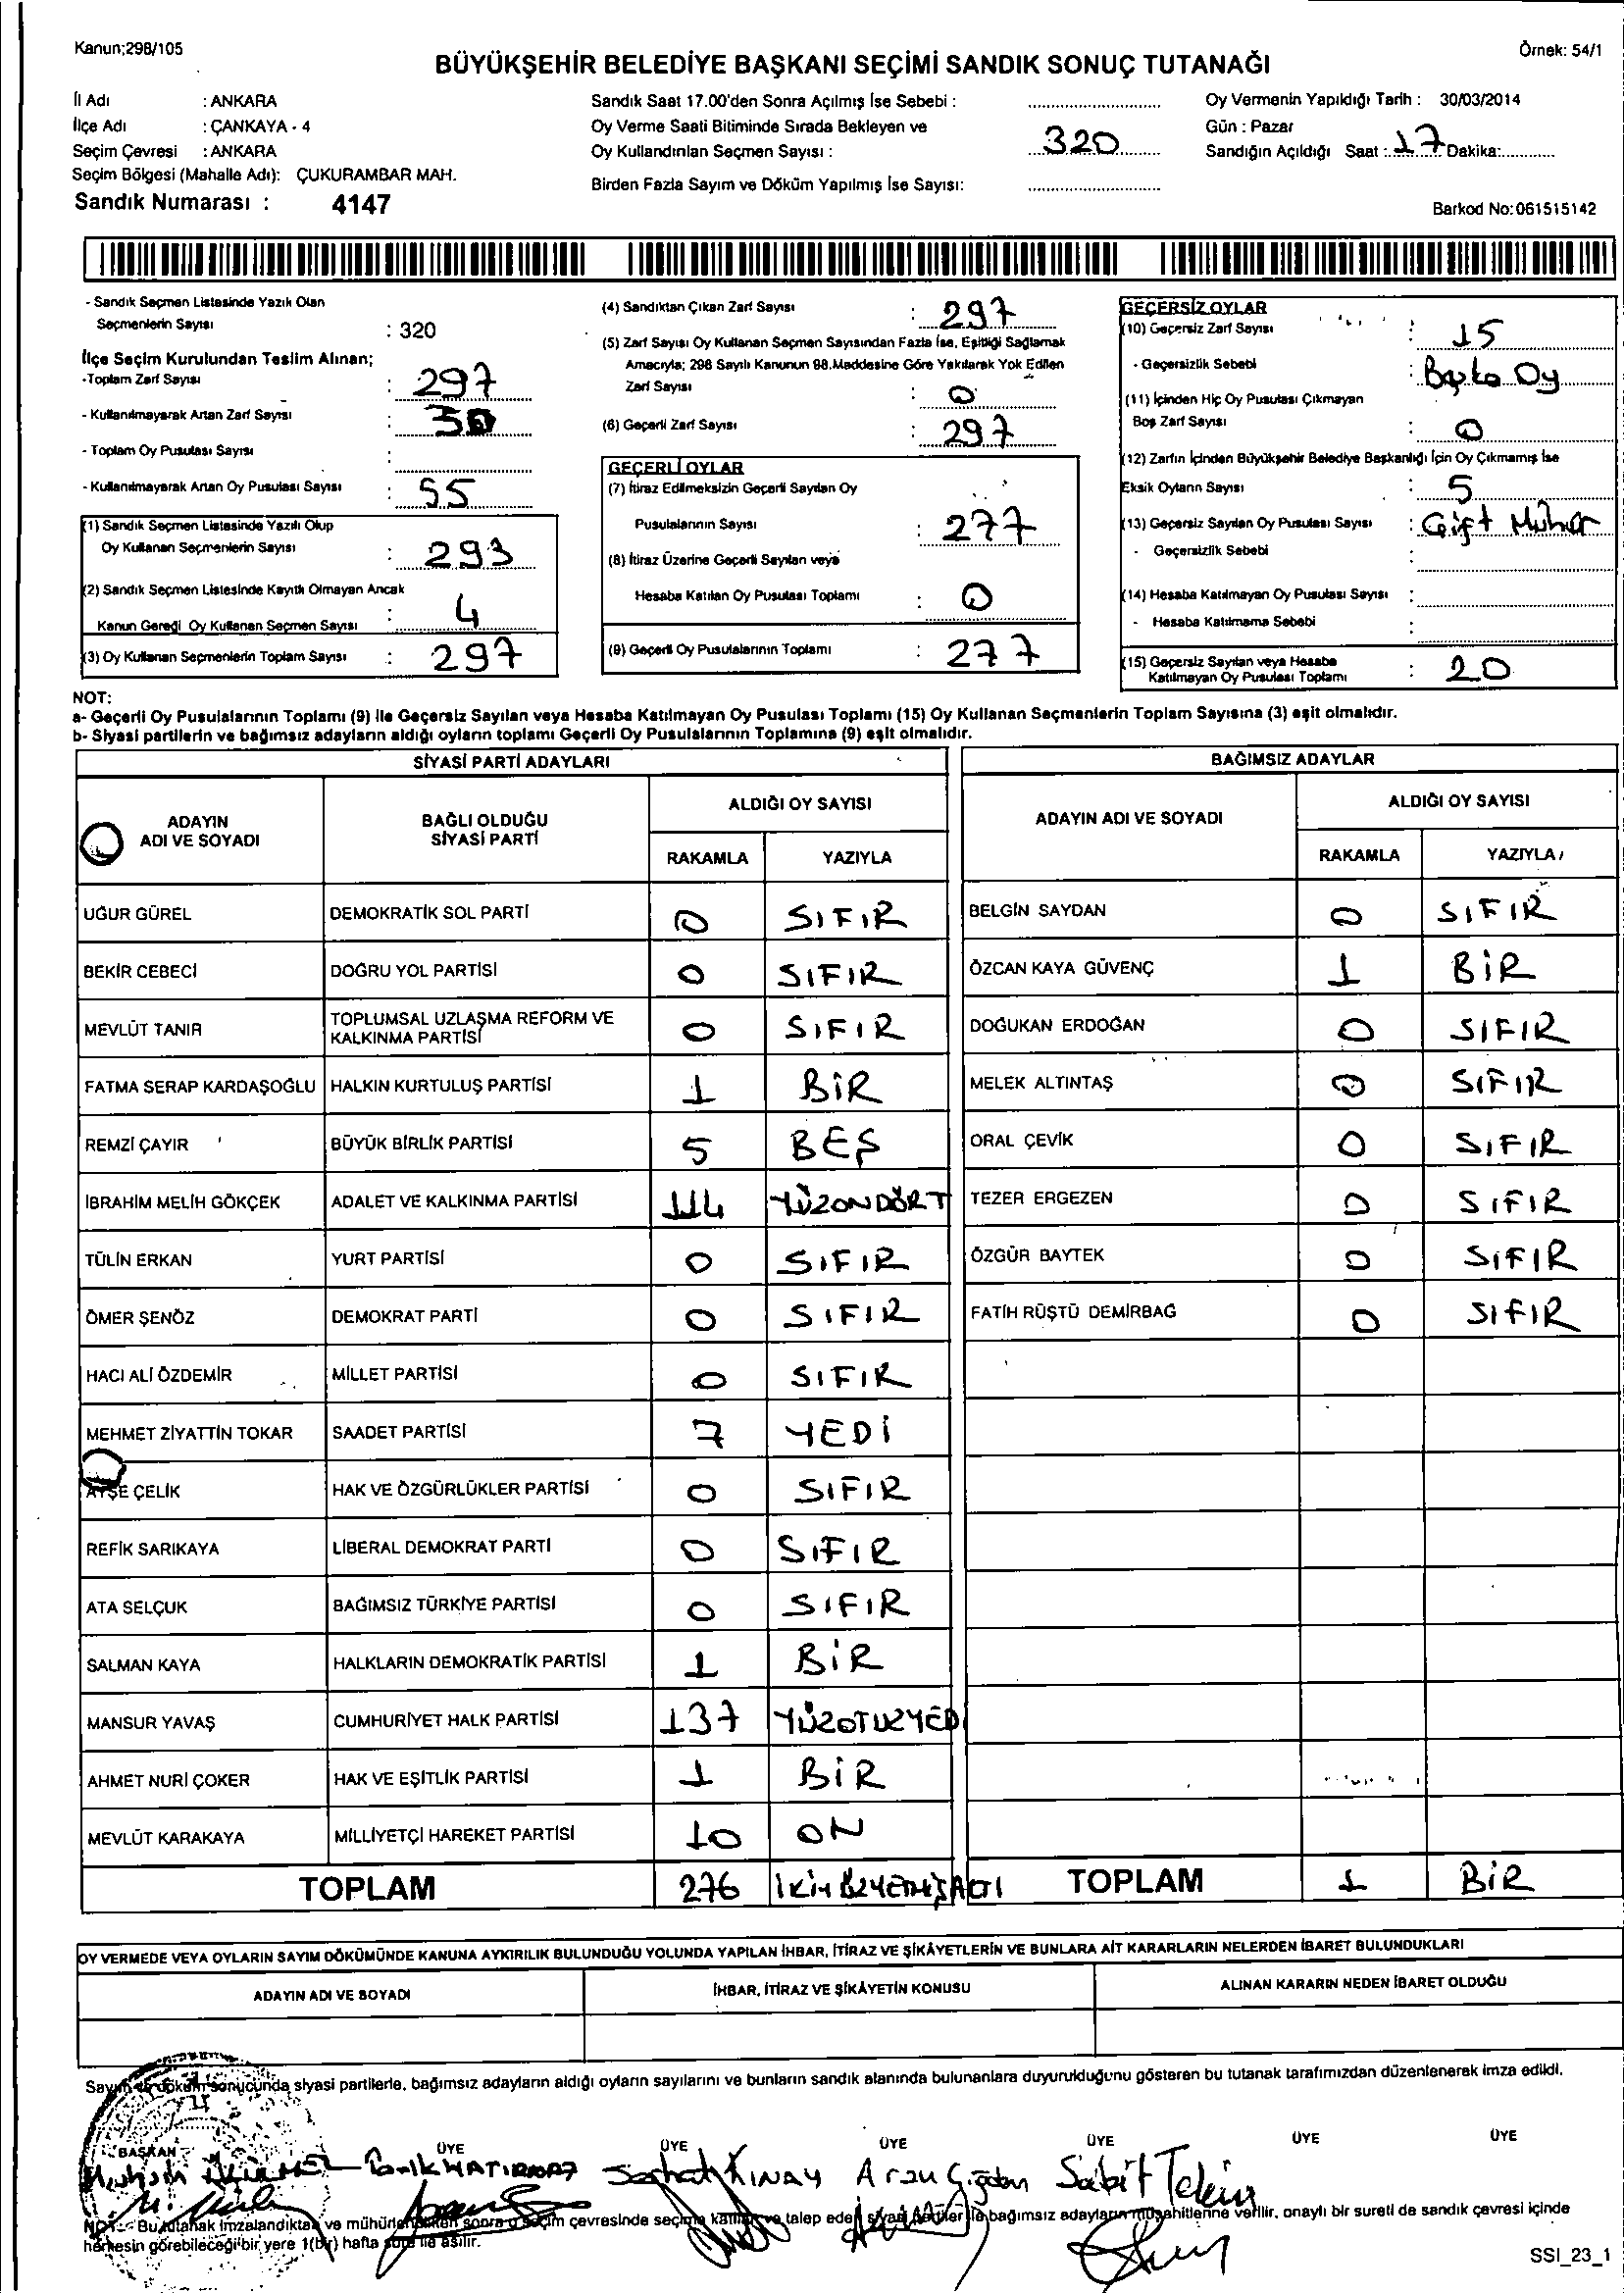 Kanun;298/105
Örnek: 54/1
BÜYÜKŞEHİR BELEDİYE BAŞKANI SEÇİMİ SANDIK SONUÇ TUTANAĞI
İl Adı : ANKARA
İlçe Adı : ÇANKAYA - 4
Seçim Çevresi : ANKARA
Seçim Bölgesi (Mahalle Adı): ÇUKURAMBAR MAH.
Sandık Numarası : 4147
Sandık Saat 17.00'den Sonra Açılmış İse Sebebi :
Oy Verme Saati Bitiminde Sırada Bekleyen ve
Oy Kullandırılan Seçmen Sayısı : 320
Birden Fazla Sayım ve Döküm Yapılmış İse Sayısı:
Oy Vermenin Yapıldığı Tarih : 30/03/2014
Gün : Pazar
Sandığın Açıldığı Saat : 17 Dakika:
Barkod No:061515142
- Sandık Seçmen Listesinde Yazılı Olan
Seçmenlerin Sayısı : 320
İlçe Seçim Kurulundan Teslim Alınan;
-Toplam Zarf Sayısı : 297
- Kullanılmayarak Artan Zarf Sayısı : 30
- Toplam Oy Pusulası Sayısı :
- Kullanılmayarak Artan Oy Pusulası Sayısı : 55
(1) Sandık Seçmen Listesinde Yazılı Olup
Oy Kullanan Seçmenlerin Sayısı : 293
(2) Sandık Seçmen Listesinde Kayıtlı Olmayan Ancak
Kanun Gereği Oy Kullanan Seçmen Sayısı : 4
(3) Oy Kullanan Seçmenlerin Toplam Sayısı : 297
(4) Sandıktan Çıkan Zarf Sayısı : 297
(5) Zarf Sayısı Oy Kullanan Seçmen Sayısından Fazla İse, Eşitliği Sağlamak
Amacıyla; 298 Sayılı Kanunun 98.Maddesine Göre Yakılarak Yok Edilen
Zarf Sayısı : 0
(6) Geçerli Zarf Sayısı : 297
GEÇERLİ OYLAR
(7) İtiraz Edilmeksizin Geçerli Sayılan Oy
Pusulalarının Sayısı : 277
(8) İtiraz Üzerine Geçerli Sayılan veya
Hesaba Katılan Oy Pusulası Toplamı : 0
(9) Geçerli Oy Pusulalarının Toplamı : 277
GEÇERSİZ OYLAR
(10) Geçersiz Zarf Sayısı : 15
- Geçersizlik Sebebi : Başka Oy
(11) İçinden Hiç Oy Pusulası Çıkmayan
Boş Zarf Sayısı : 0
(12) Zarfın İçinden Büyükşehir Belediye Başkanlığı İçin Oy Çıkmamış İse
Eksik Oyların Sayısı : 5
(13) Geçersiz Sayılan Oy Pusulası Sayısı : Çift Mühür
- Geçersizlik Sebebi :
(14) Hesaba Katılmayan Oy Pusulası Sayısı :
- Hesaba Katılmama Sebebi :
(15) Geçersiz Sayılan veya Hesaba
Katılmayan Oy Pusulası Toplamı : 20
NOT:
a- Geçerli Oy Pusulalarının Toplamı (9) ile Geçersiz Sayılan veya Hesaba Katılmayan Oy Pusulası Toplamı (15) Oy Kullanan Seçmenlerin Toplam Sayısına (3) eşit olmalıdır.
b- Siyasi partilerin ve bağımsız adayların aldığı oyların toplamı Geçerli Oy Pusulalarının Toplamına (9) eşit olmalıdır.
SİYASİ PARTİ ADAYLARI
ADAYIN ADI VE SOYADI BAĞLI OLDUĞU SİYASİ PARTİ ALDIĞI OY SAYISI
RAKAMLA YAZIYLA
UĞUR GÜREL DEMOKRATİK SOL PARTİ 0 SIFIR
BEKİR CEBECİ DOĞRU YOL PARTİSİ 0 SIFIR
MEVLÜT TANIR TOPLUMSAL UZLAŞMA REFORM VE KALKINMA PARTİSİ 0 SIFIR
FATMA SERAP KARDAŞOĞLU HALKIN KURTULUŞ PARTİSİ 1 BİR
REMZİ ÇAYIR BÜYÜK BİRLİK PARTİSİ 5 BEŞ
İBRAHİM MELİH GÖKÇEK ADALET VE KALKINMA PARTİSİ 114 YÜZONDÖRT
TÜLİN ERKAN YURT PARTİSİ 0 SIFIR
ÖMER ŞENÖZ DEMOKRAT PARTİ 0 SIFIR
HACI ALİ ÖZDEMİR MİLLET PARTİSİ 0 SIFIR
MEHMET ZİYATTİN TOKAR SAADET PARTİSİ 7 YEDİ
AYŞE ÇELİK HAK VE ÖZGÜRLÜKLER PARTİSİ 0 SIFIR
REFİK SARIKAYA LİBERAL DEMOKRAT PARTİ 0 SIFIR
ATA SELÇUK BAĞIMSIZ TÜRKİYE PARTİSİ 0 SIFIR
SALMAN KAYA HALKLARIN DEMOKRATİK PARTİSİ 1 BİR
MANSUR YAVAŞ CUMHURİYET HALK PARTİSİ 137 YÜZOTUZYEDİ
AHMET NURİ ÇOKER HAK VE EŞİTLİK PARTİSİ 1 BİR
MEVLÜT KARAKAYA MİLLİYETÇİ HAREKET PARTİSİ 10 ON
TOPLAM 276 İKİYÜZYETMİŞALTI
BAĞIMSIZ ADAYLAR
ADAYIN ADI VE SOYADI ALDIĞI OY SAYISI
RAKAMLA YAZIYLA
BELGİN SAYDAN 0 SIFIR
ÖZCAN KAYA GÜVENÇ 1 BİR
DOĞUKAN ERDOĞAN 0 SIFIR
MELEK ALTINTAŞ 0 SIFIR
ORAL ÇEVİK 0 SIFIR
TEZER ERGEZEN 0 SIFIR
ÖZGÜR BAYTEK 0 SIFIR
FATİH RÜŞTÜ DEMİRBAĞ 0 SIFIR
TOPLAM 1 BİR
OY VERMEDE VEYA OYLARIN SAYIM DÖKÜMÜNDE KANUNA AYKIRILIK BULUNDUĞU YOLUNDA YAPILAN İHBAR, İTİRAZ VE ŞİKÂYETLERİN VE BUNLARA AİT KARARLARIN NELERDEN İBARET BULUNDUKLARI
ADAYIN ADI VE SOYADI İHBAR, İTİRAZ VE ŞİKÂYETİN KONUSU ALINAN KARARIN NEDEN İBARET OLDUĞU
Sayım ve döküm sonucunda siyasi partilerle, bağımsız adayların aldığı oyların sayılarını ve bunların sandık alanında bulunanlara duyurulduğunu gösteren bu tutanak tarafımızdan düzenlenerek imza edildi.
BAŞKAN ÜYE ÜYE ÜYE ÜYE ÜYE ÜYE
Serhat KINAY Arzu Çiğdem Sabit Tekin
NOT:- Bu tutanak imzalandıktan ve mühürlendikten sonra o seçim çevresinde seçime katılan ve talep eden siyasi partiler ile bağımsız adayların müşahitlerine verilir, onaylı bir sureti de sandık çevresi içinde
herkesin görebileceği bir yere 1(bir) hafta süre ile asılır.
SSI_23_1